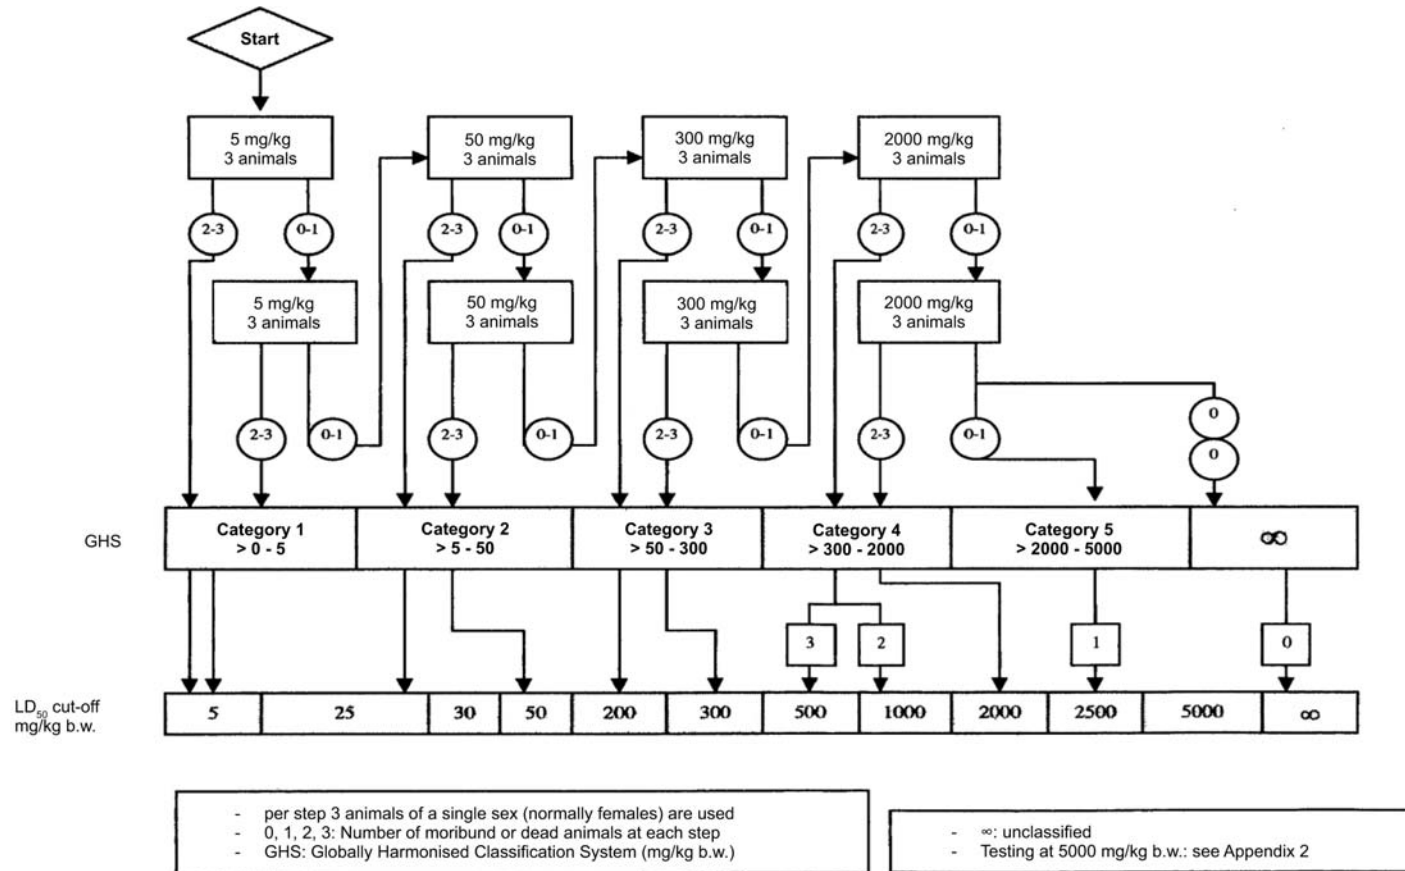 Start
5 mg/kg
3 animals
50 mg/kg
3 animals
300 mg/kg
3 animals
2000 mg/kg
3 animals
2-3
0-1
2-3
0-1
2-3
0-1
2-3
0-1
5 mg/kg
3 animals
50 mg/kg
3 animals
300 mg/kg
3 animals
2000 mg/kg
3 animals
0
2-3
0-1
2-3
0-1
2-3
0-1
2-3
0-1
0
GHS
Category 1
> 0 - 5
Category 2
> 5 - 50
Category 3
> 50 - 300
Category 4
> 300 - 2000
Category 5
> 2000 - 5000
∞
3
2
1
0
LD50 cut-off
mg/kg b.w.
5
25
30
50
200
300
500
1000
2000
2500
5000
∞
- per step 3 animals of a single sex (normally females) are used
- 0, 1, 2, 3: Number of moribund or dead animals at each step
- GHS: Globally Harmonised Classification System (mg/kg b.w.)
- ∞: unclassified
- Testing at 5000 mg/kg b.w.: see Appendix 2